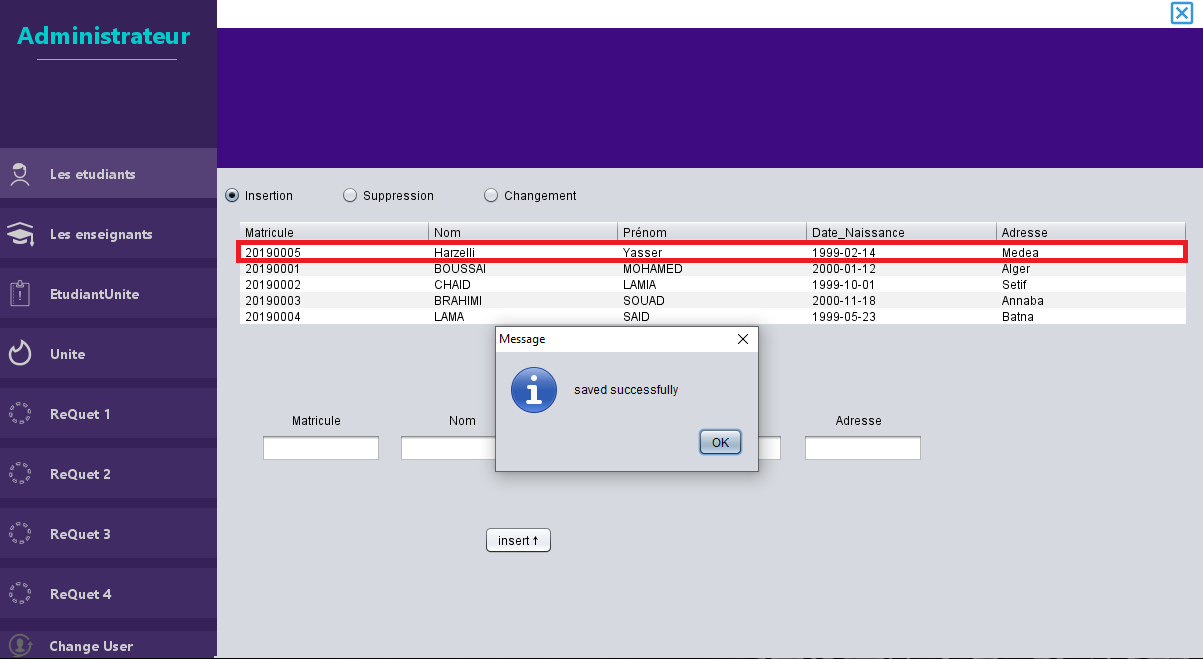 Administrateur
Les etudiants
Les enseignants
EtudiantUnite
Unite
ReQuet 1
ReQuet 2
ReQuet 3
ReQuet 4
Change User
Insertion Suppression Changement
Matricule Nom Prénom Date_Naissance Adresse
20190005 Harzelli Yasser 1999-02-14 Medea
20190001 BOUSSAI MOHAMED 2000-01-12 Alger
20190002 CHAID LAMIA 1999-10-01 Setif
20190003 BRAHIMI SOUAD 2000-11-18 Annaba
20190004 LAMA SAID 1999-05-23 Batna
Message
saved successfully
OK
Matricule Nom Adresse
insert ↑